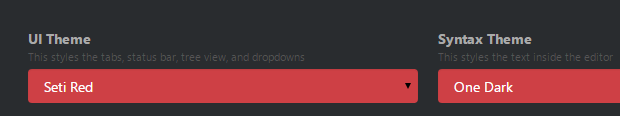 UI Theme
This styles the tabs, status bar, tree view, and dropdowns
Seti Red
Syntax Theme
This styles the text inside the editor
One Dark